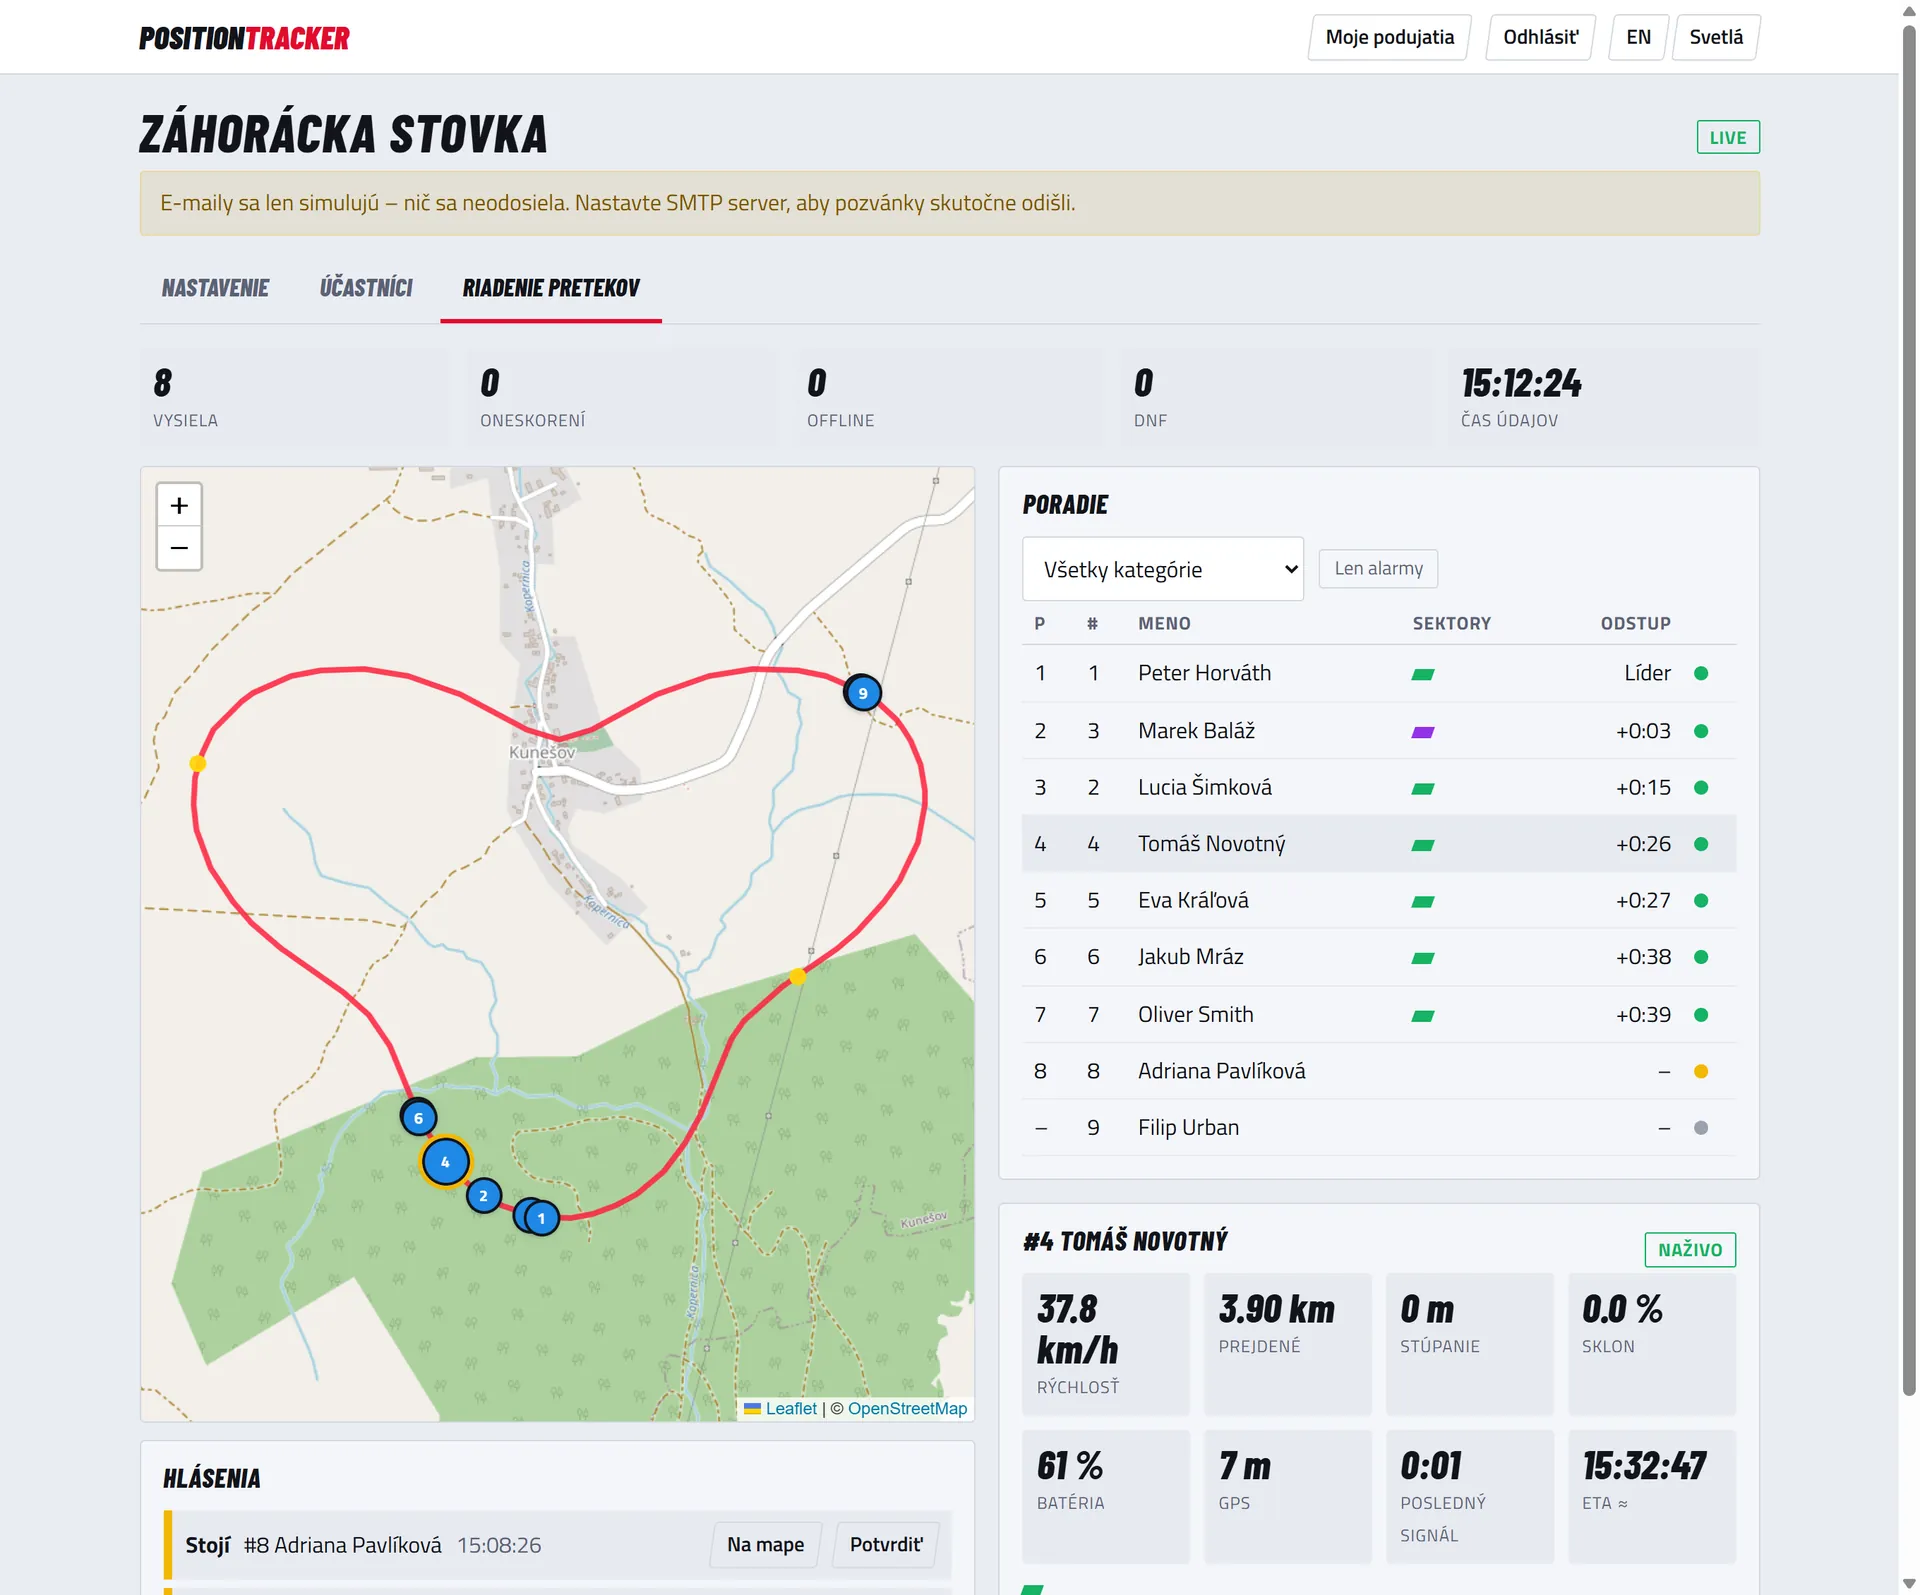 POSITIONTRACKER
Moje podujatia
Odhlásiť
EN
Svetlá
ZÁHORÁCKA STOVKA
LIVE
E-maily sa len simulujú – nič sa neodosiela. Nastavte SMTP server, aby pozvánky skutočne odišli.
NASTAVENIE
ÚČASTNÍCI
RIADENIE PRETEKOV
8
VYSIELA
0
ONESKORENÍ
0
OFFLINE
0
DNF
15:12:24
ČAS ÚDAJOV
+
−
Kopernica
Kunešov
Kopernica
Kopernica
Kunešov
9
6
4
2
1
Leaflet | © OpenStreetMap
PORADIE
Všetky kategórie
Len alarmy
P # MENO SEKTORY ODSTUP
1 1 Peter Horváth Líder
2 3 Marek Baláž +0:03
3 2 Lucia Šimková +0:15
4 4 Tomáš Novotný +0:26
5 5 Eva Kráľová +0:27
6 6 Jakub Mráz +0:38
7 7 Oliver Smith +0:39
8 8 Adriana Pavlíková –
– 9 Filip Urban –
#4 TOMÁŠ NOVOTNÝ
NAŽIVO
37.8 km/h
RÝCHLOSŤ
3.90 km
PREJDENÉ
0 m
STÚPANIE
0.0 %
SKLON
61 %
BATÉRIA
7 m
GPS
0:01
POSLEDNÝ SIGNÁL
15:32:47
ETA ≈
HLÁSENIA
Stojí #8 Adriana Pavlíková 15:08:26
Na mape
Potvrdiť